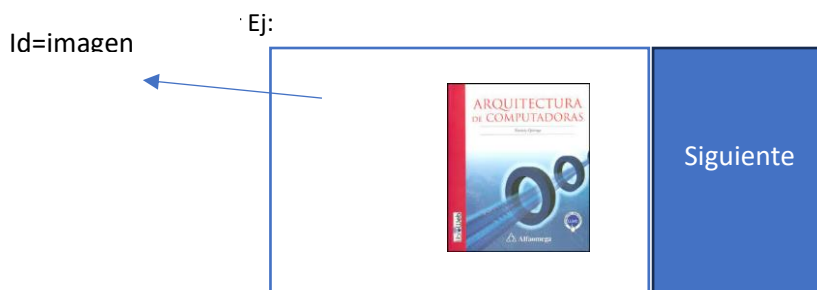 Ej:
Id=imagen
ARQUITECTURA
DE COMPUTADORAS
Alfaomega
Siguiente